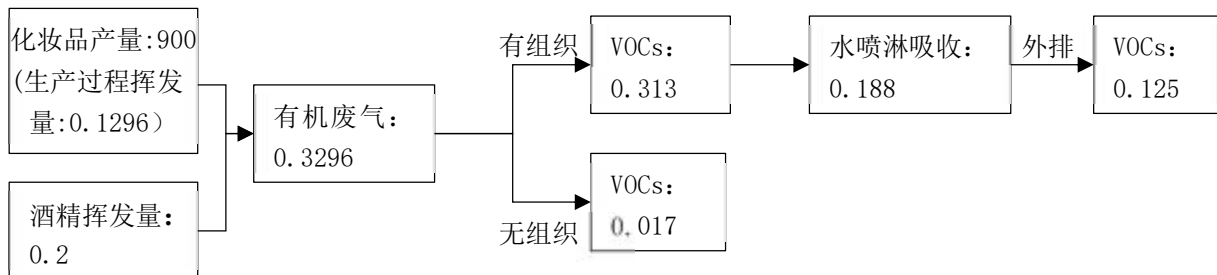 化妆品产量:900
(生产过程挥发
量:0.1296）
酒精挥发量：
0.2
有机废气：
0.3296
有组织
无组织
VOCs：
0.313
VOCs：
0.017
水喷淋吸收：
0.188
外排
VOCs：
0.125